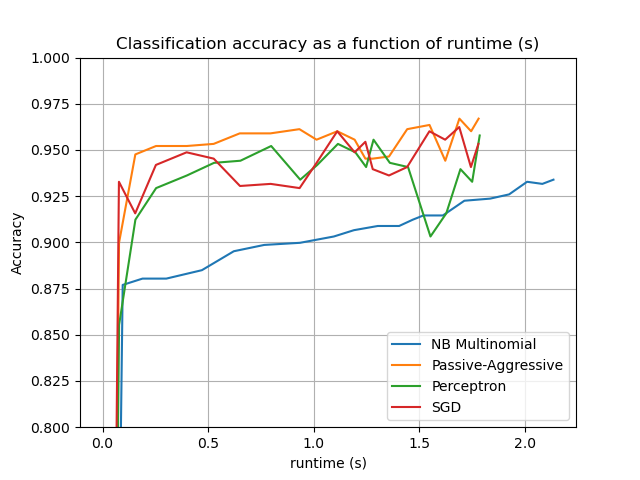 Classification accuracy as a function of runtime (s)
1.000
0.975
0.950
0.925
0.900
0.875
0.850
0.825
0.800
Accuracy
NB Multinomial
Passive-Aggressive
Perceptron
SGD
0.0 0.5 1.0 1.5 2.0
runtime (s)